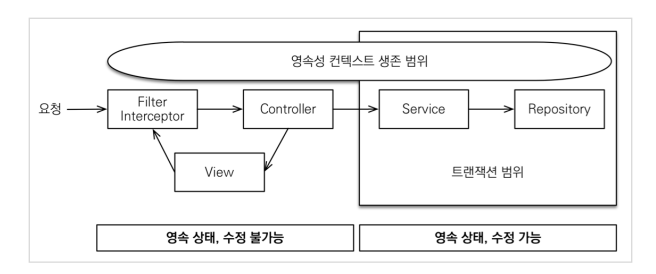 영속성 컨텍스트 생존 범위
요청
Filter
Interceptor
Controller
Service
Repository
View
트랜잭션 범위
영속 상태, 수정 불가능
영속 상태, 수정 가능